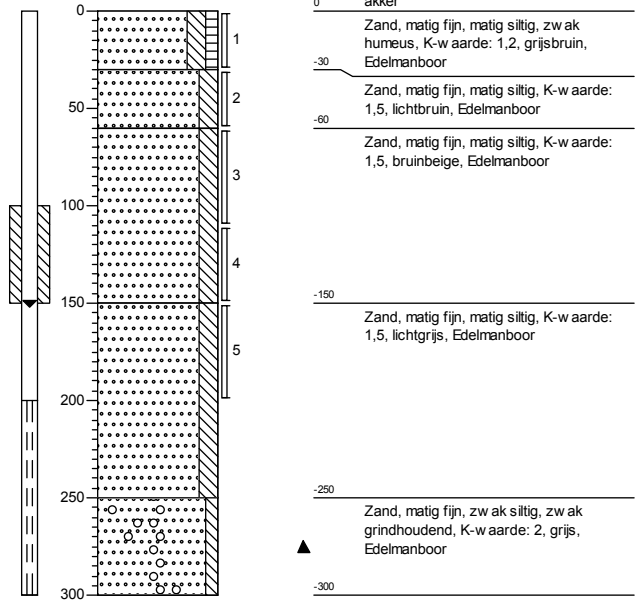 0
50
100
150
200
250
300
1
2
3
4
5
0
akker
Zand, matig fijn, matig siltig, zwak
humeus, K-waarde: 1,2, grijsbruin,
Edelmanboor
-30
Zand, matig fijn, matig siltig, K-waarde:
1,5, lichtbruin, Edelmanboor
-60
Zand, matig fijn, matig siltig, K-waarde:
1,5, bruinbeige, Edelmanboor
-150
Zand, matig fijn, matig siltig, K-waarde:
1,5, lichtgrijs, Edelmanboor
-250
Zand, matig fijn, zwak siltig, zwak
grindhoudend, K-waarde: 2, grijs,
Edelmanboor
-300